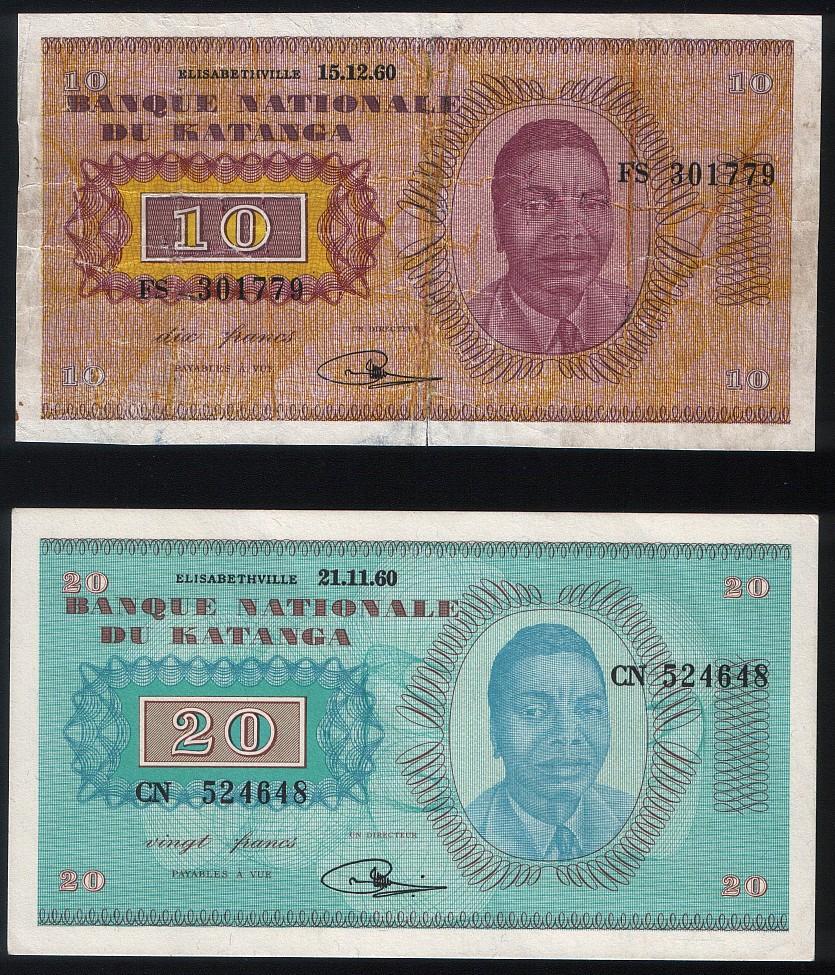 10 ELISABETHVILLE 15.12.60 10
BANQUE NATIONALE
DU KATANGA
FS 301779
10
FS 301779
dix francs UN DIRECTEUR
PAYABLES A VUE
10 10
20 ELISABETHVILLE 21.11.60 20
BANQUE NATIONALE
DU KATANGA
CN 524648
20
CN 524648
vingt francs UN DIRECTEUR
PAYABLES A VUE
20 20